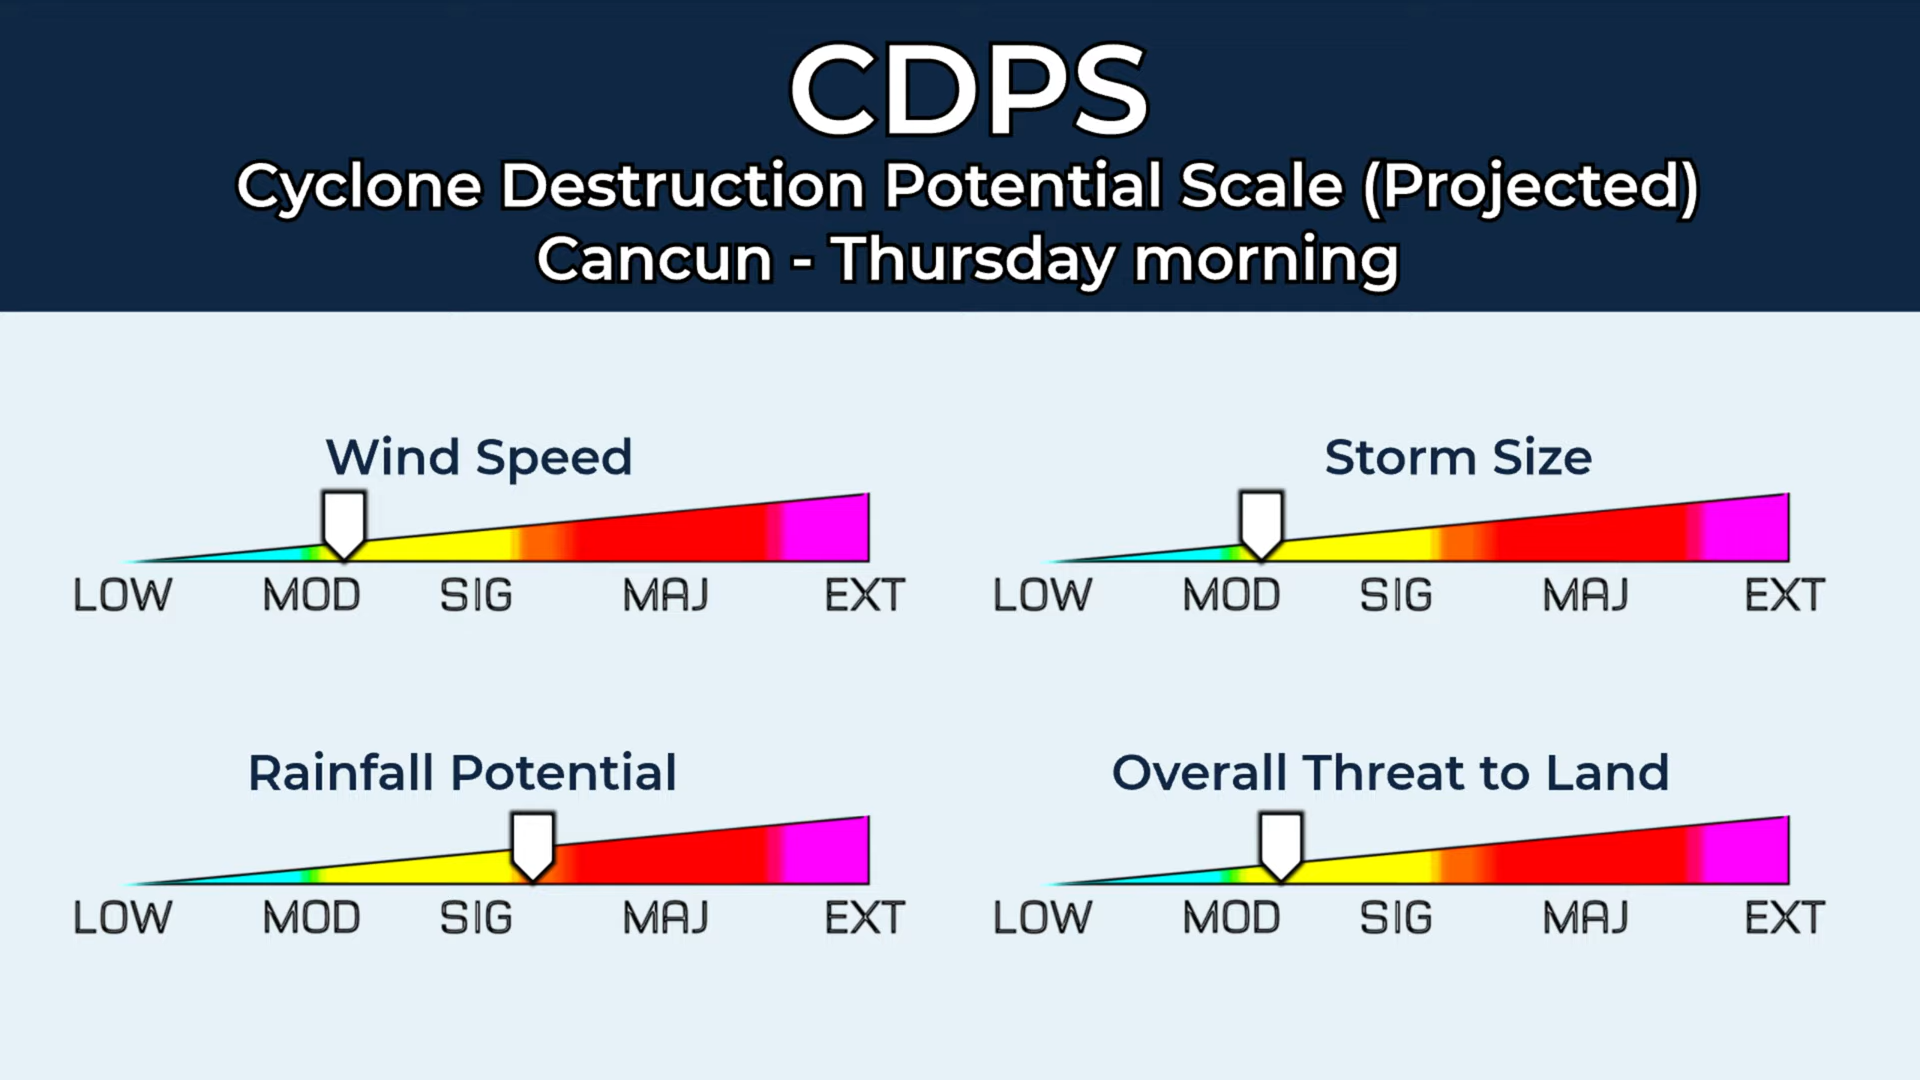 CDPS
Cyclone Destruction Potential Scale (Projected)
Cancun - Thursday morning
Wind Speed
LOW MOD SIG MAJ EXT
Storm Size
LOW MOD SIG MAJ EXT
Rainfall Potential
LOW MOD SIG MAJ EXT
Overall Threat to Land
LOW MOD SIG MAJ EXT